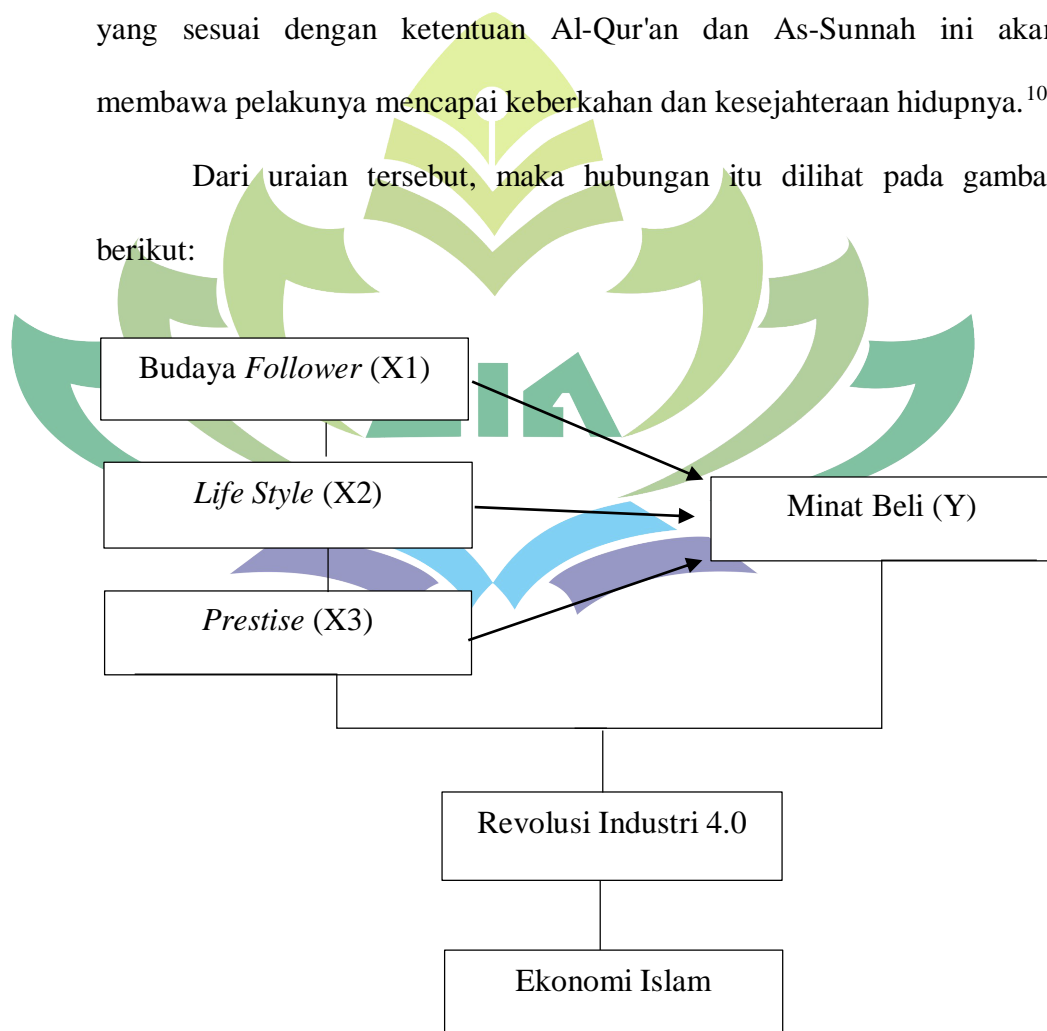 yang sesuai dengan ketentuan Al-Qur'an dan As-Sunnah ini akan
membawa pelakunya mencapai keberkahan dan kesejahteraan hidupnya.10
Dari uraian tersebut, maka hubungan itu dilihat pada gamba
berikut:
Budaya Follower (X1)
Life Style (X2)
Minat Beli (Y)
Prestise (X3)
Revolusi Industri 4.0
Ekonomi Islam